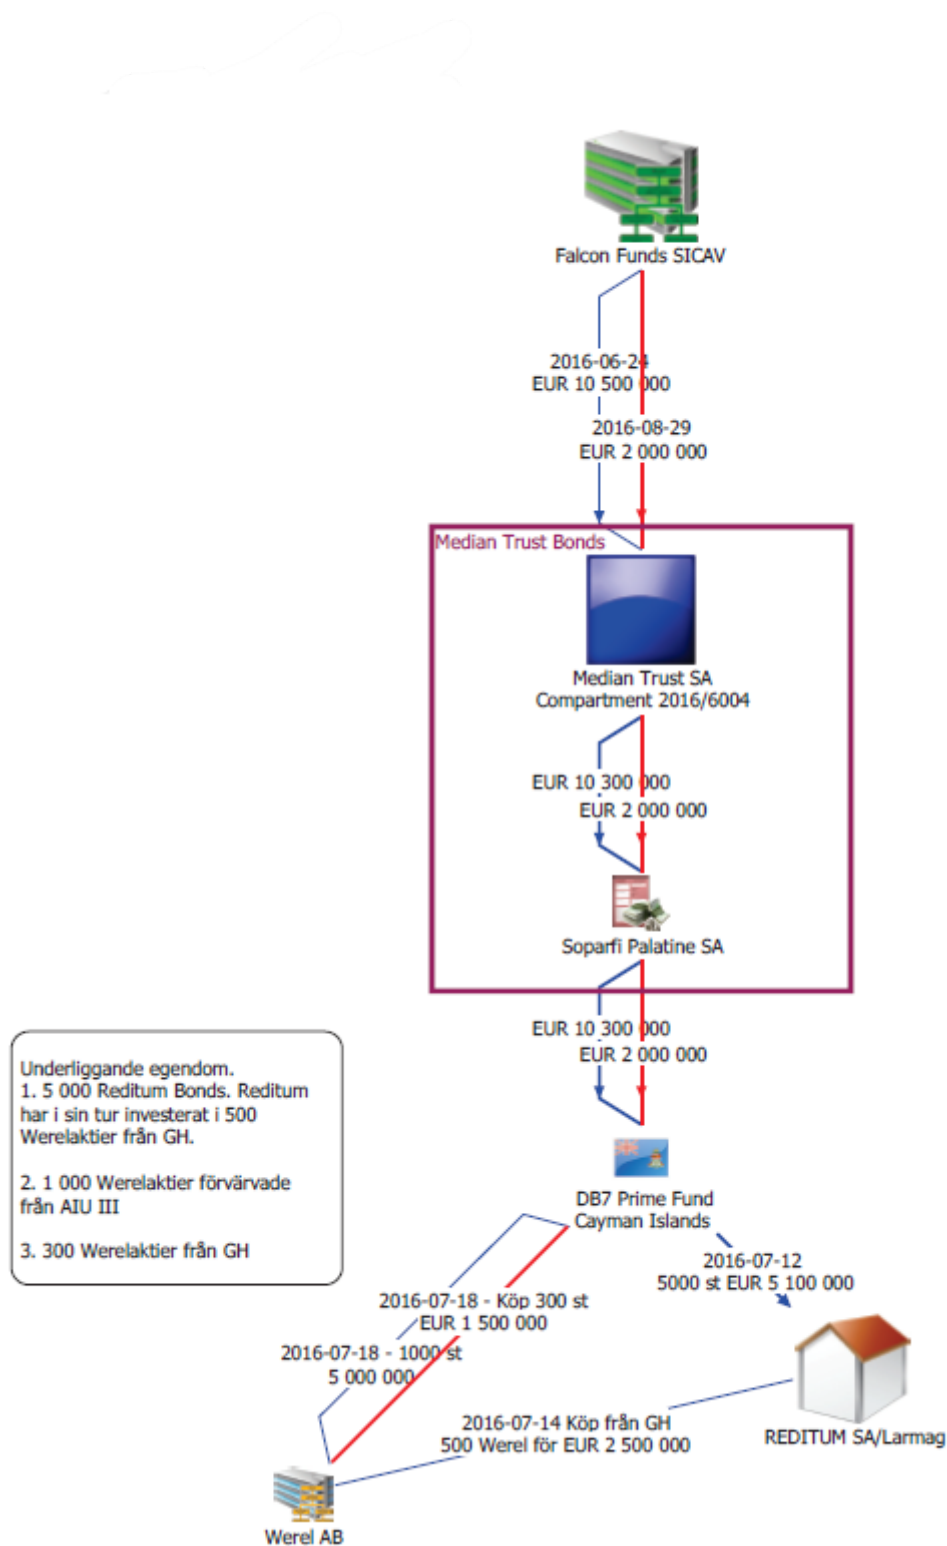 Falcon Funds SICAV
2016-06-24
EUR 10 500 000
2016-08-29
EUR 2 000 000
Median Trust Bonds
Median Trust SA
Compartment 2016/6004
EUR 10 300 000
EUR 2 000 000
Soparfi Palatine SA
EUR 10 300 000
EUR 2 000 000
Underliggande egendom.
1. 5 000 Reditum Bonds. Reditum
har i sin tur investerat i 500
Werelaktier från GH.
2. 1 000 Werelaktier förvärvade
från AIU III
3. 300 Werelaktier från GH
DB7 Prime Fund
Cayman Islands
2016-07-12
5000 st EUR 5 100 000
2016-07-18 - Köp 300 st
EUR 1 500 000
2016-07-18 - 1000 st
5 000 000
2016-07-14 Köp från GH
500 Werel för EUR 2 500 000
REDITUM SA/Larmag
Werel AB